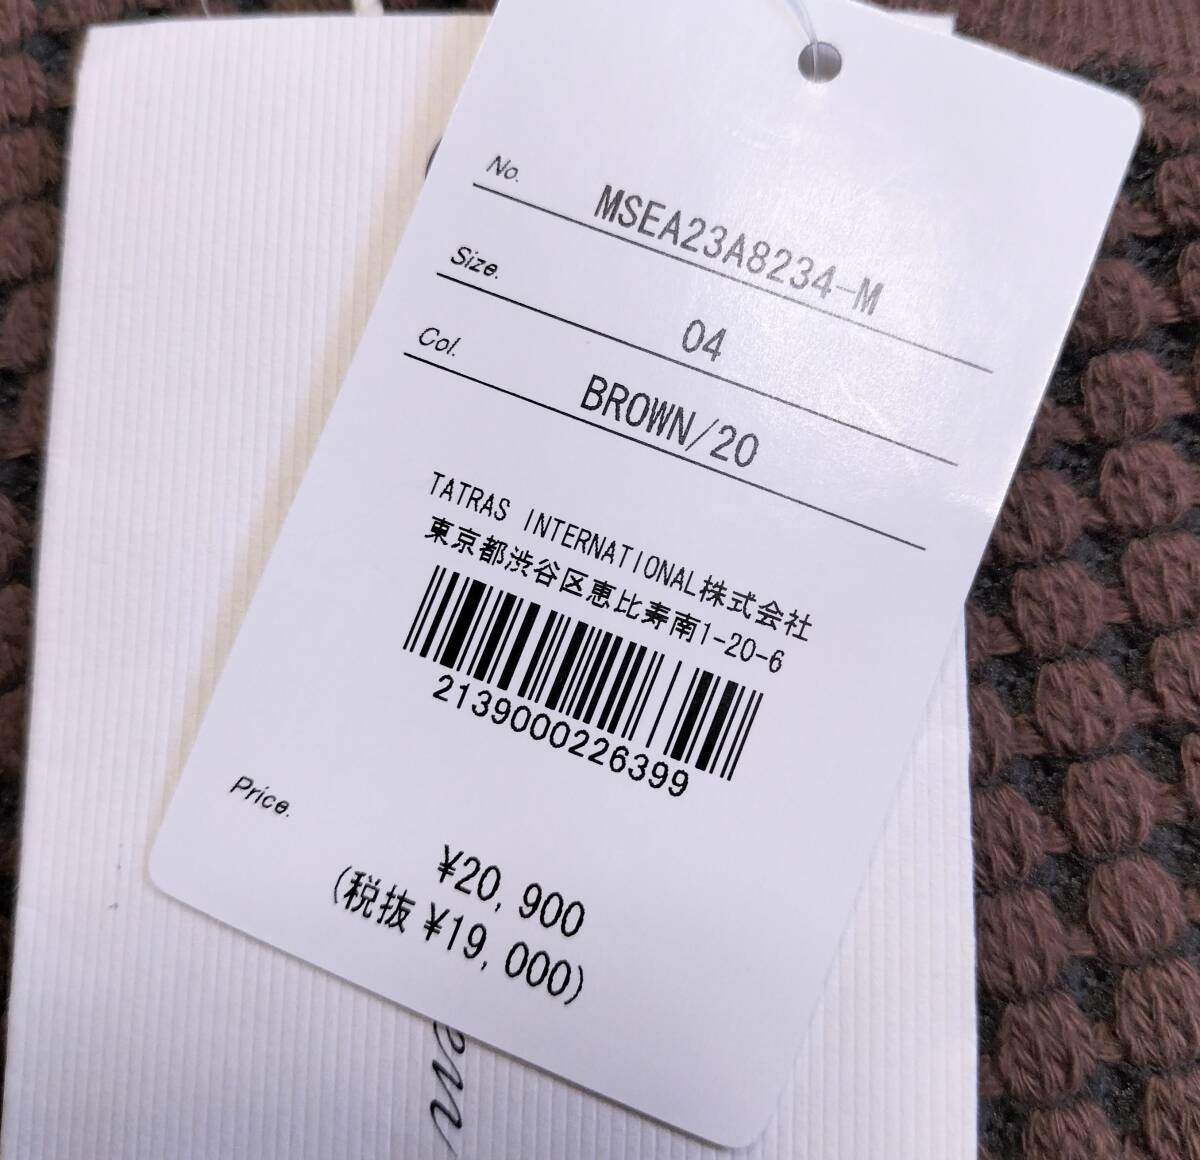 No. MSEA23A8234-M
Size. 04
Col. BROWN/20
TATRAS INTERNATIONAL株式会社
東京都渋谷区恵比寿南1-20-6
2139000226399
Price.
¥20,900
(税抜 ¥19,000)
en